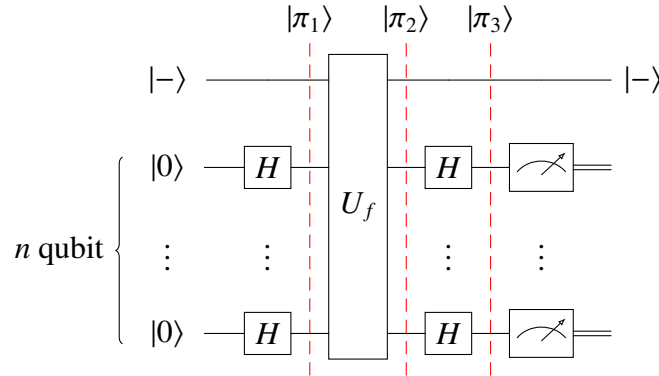 |π₁⟩ |π₂⟩ |π₃⟩
|−⟩ |−⟩
|0⟩ H H
n qubit ⋮ ⋮ U_f ⋮ ⋮
|0⟩ H H